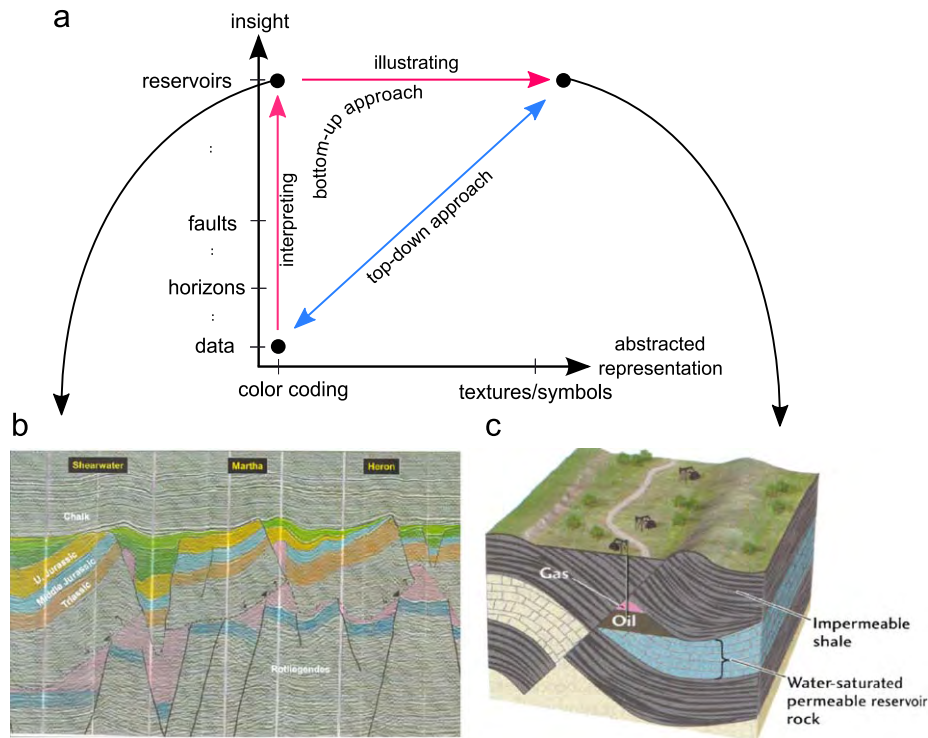 a
insight
reservoirs
illustrating
bottom-up approach
interpreting
top-down approach
:
faults
:
horizons
:
data
abstracted
representation
color coding
textures/symbols
b
Shearwater
Martha
Heron
Chalk
U. Jurassic
Middle Jurassic
Triassic
Rotliegendes
c
Gas
Oil
Impermeable
shale
Water-saturated
permeable reservoir
rock